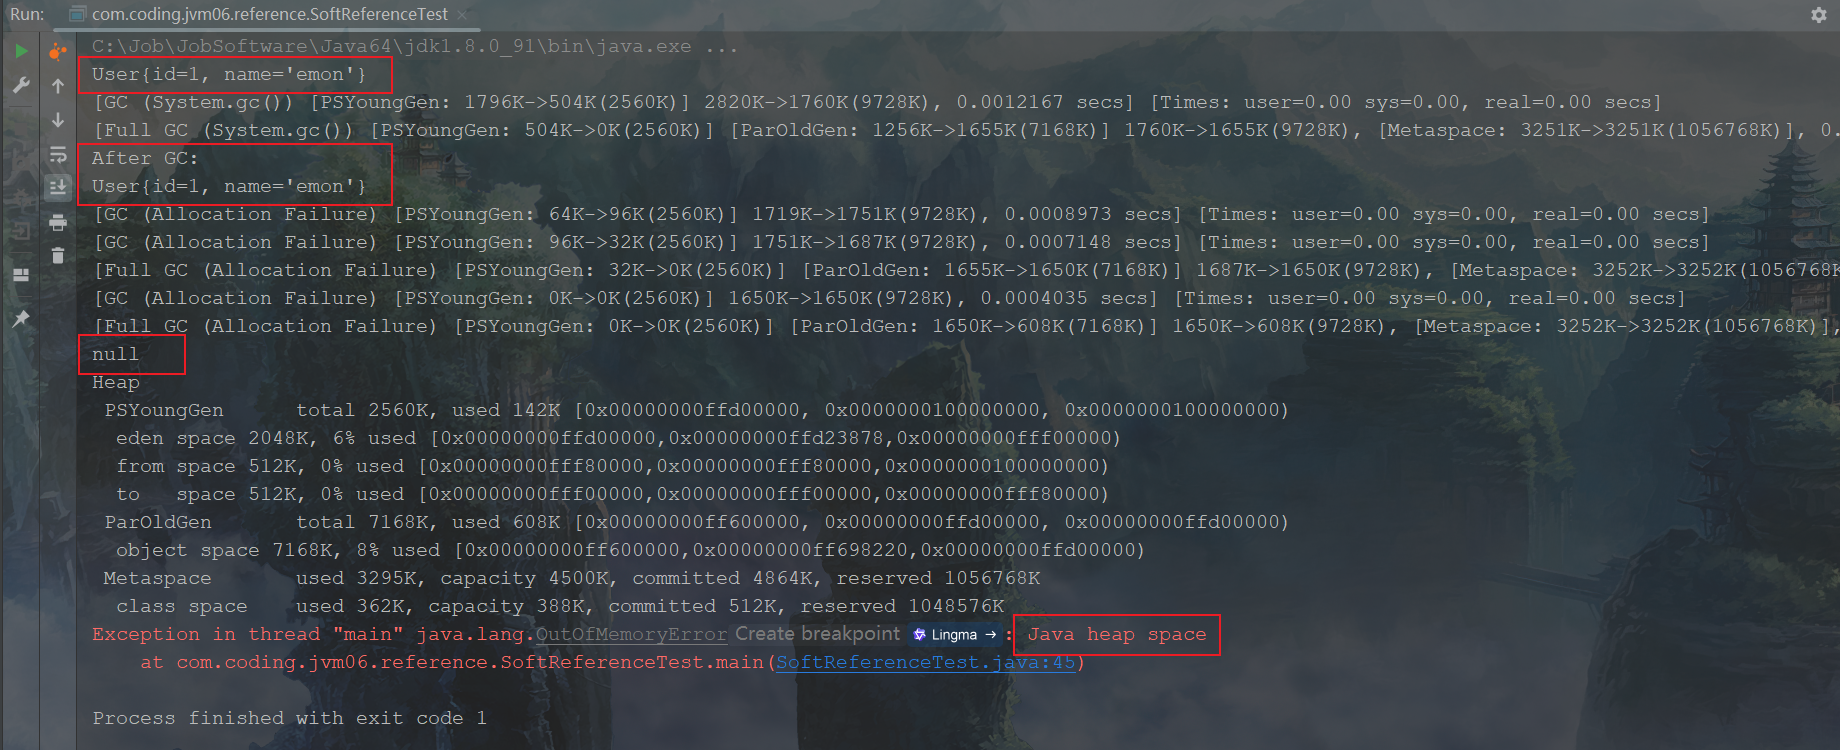 Run: com.coding.jvm06.reference.SoftReferenceTest
C:\Job\JobSoftware\Java64\jdk1.8.0_91\bin\java.exe ...
User{id=1, name='emon'}
[GC (System.gc()) [PSYoungGen: 1796K->504K(2560K)] 2820K->1760K(9728K), 0.0012167 secs] [Times: user=0.00 sys=0.00, real=0.00 secs]
[Full GC (System.gc()) [PSYoungGen: 504K->0K(2560K)] [ParOldGen: 1256K->1655K(7168K)] 1760K->1655K(9728K), [Metaspace: 3251K->3251K(1056768K)], 0.
After GC:
User{id=1, name='emon'}
[GC (Allocation Failure) [PSYoungGen: 64K->96K(2560K)] 1719K->1751K(9728K), 0.0008973 secs] [Times: user=0.00 sys=0.00, real=0.00 secs]
[GC (Allocation Failure) [PSYoungGen: 96K->32K(2560K)] 1751K->1687K(9728K), 0.0007148 secs] [Times: user=0.00 sys=0.00, real=0.00 secs]
[Full GC (Allocation Failure) [PSYoungGen: 32K->0K(2560K)] [ParOldGen: 1655K->1650K(7168K)] 1687K->1650K(9728K), [Metaspace: 3252K->3252K(1056768K
[GC (Allocation Failure) [PSYoungGen: 0K->0K(2560K)] 1650K->1650K(9728K), 0.0004035 secs] [Times: user=0.00 sys=0.00, real=0.00 secs]
[Full GC (Allocation Failure) [PSYoungGen: 0K->0K(2560K)] [ParOldGen: 1650K->608K(7168K)] 1650K->608K(9728K), [Metaspace: 3252K->3252K(1056768K)],
null
Heap
PSYoungGen total 2560K, used 142K [0x00000000ffd00000, 0x0000000100000000, 0x0000000100000000)
eden space 2048K, 6% used [0x00000000ffd00000,0x00000000ffd23878,0x00000000fff00000)
from space 512K, 0% used [0x00000000fff80000,0x00000000fff80000,0x0000000100000000)
to space 512K, 0% used [0x00000000fff00000,0x00000000fff00000,0x00000000fff80000)
ParOldGen total 7168K, used 608K [0x00000000ff600000, 0x00000000ffd00000, 0x00000000ffd00000)
object space 7168K, 8% used [0x00000000ff600000,0x00000000ff698220,0x00000000ffd00000)
Metaspace used 3295K, capacity 4500K, committed 4864K, reserved 1056768K
class space used 362K, capacity 388K, committed 512K, reserved 1048576K
Exception in thread "main" java.lang.OutOfMemoryError Create breakpoint Lingma → : Java heap space
at com.coding.jvm06.reference.SoftReferenceTest.main(SoftReferenceTest.java:45)
Process finished with exit code 1